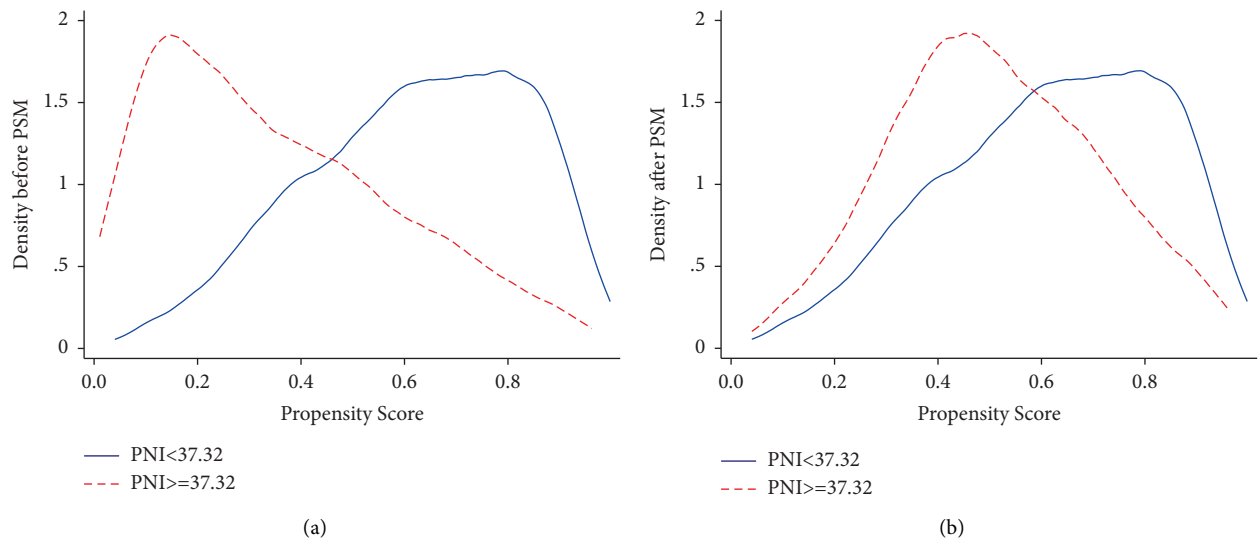 2
1.5
1
.5
0
Density before PSM
0.0 0.2 0.4 0.6 0.8
Propensity Score
PNI<37.32
PNI>=37.32
(a)
2
1.5
1
.5
0
Density after PSM
0.0 0.2 0.4 0.6 0.8
Propensity Score
PNI<37.32
PNI>=37.32
(b)